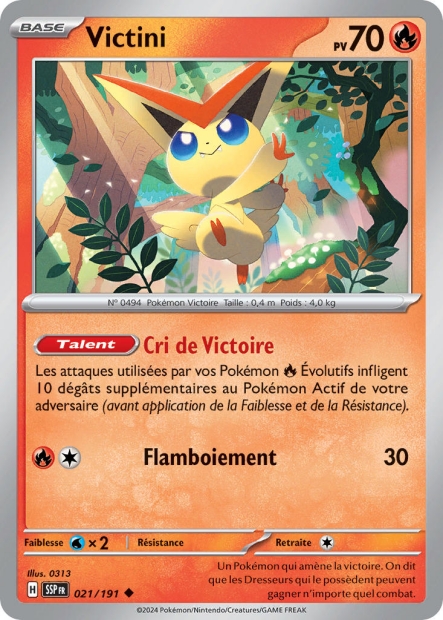 BASE
Victini
PV 70
N° 0494 Pokémon Victoire Taille : 0,4 m Poids : 4,0 kg
Talent Cri de Victoire
Les attaques utilisées par vos Pokémon Évolutifs infligent
10 dégâts supplémentaires au Pokémon Actif de votre
adversaire (avant application de la Faiblesse et de la Résistance).
Flamboiement 30
Faiblesse ×2 Résistance Retraite
Illus. 0313
H SSP FR 021/191
Un Pokémon qui amène la victoire. On dit
que les Dresseurs qui le possèdent peuvent
gagner n'importe quel combat.
©2024 Pokémon/Nintendo/Creatures/GAME FREAK